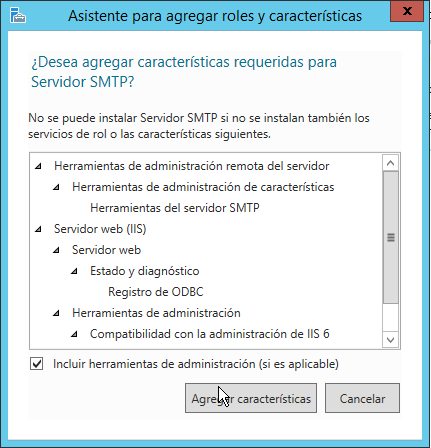 Asistente para agregar roles y características
x
¿Desea agregar características requeridas para
Servidor SMTP?
No se puede instalar Servidor SMTP si no se instalan también los
servicios de rol o las características siguientes.
Herramientas de administración remota del servidor
Herramientas de administración de características
Herramientas del servidor SMTP
Servidor web (IIS)
Servidor web
Estado y diagnóstico
Registro de ODBC
Herramientas de administración
Compatibilidad con la administración de IIS 6
Incluir herramientas de administración (si es aplicable)
Agregar características
Cancelar